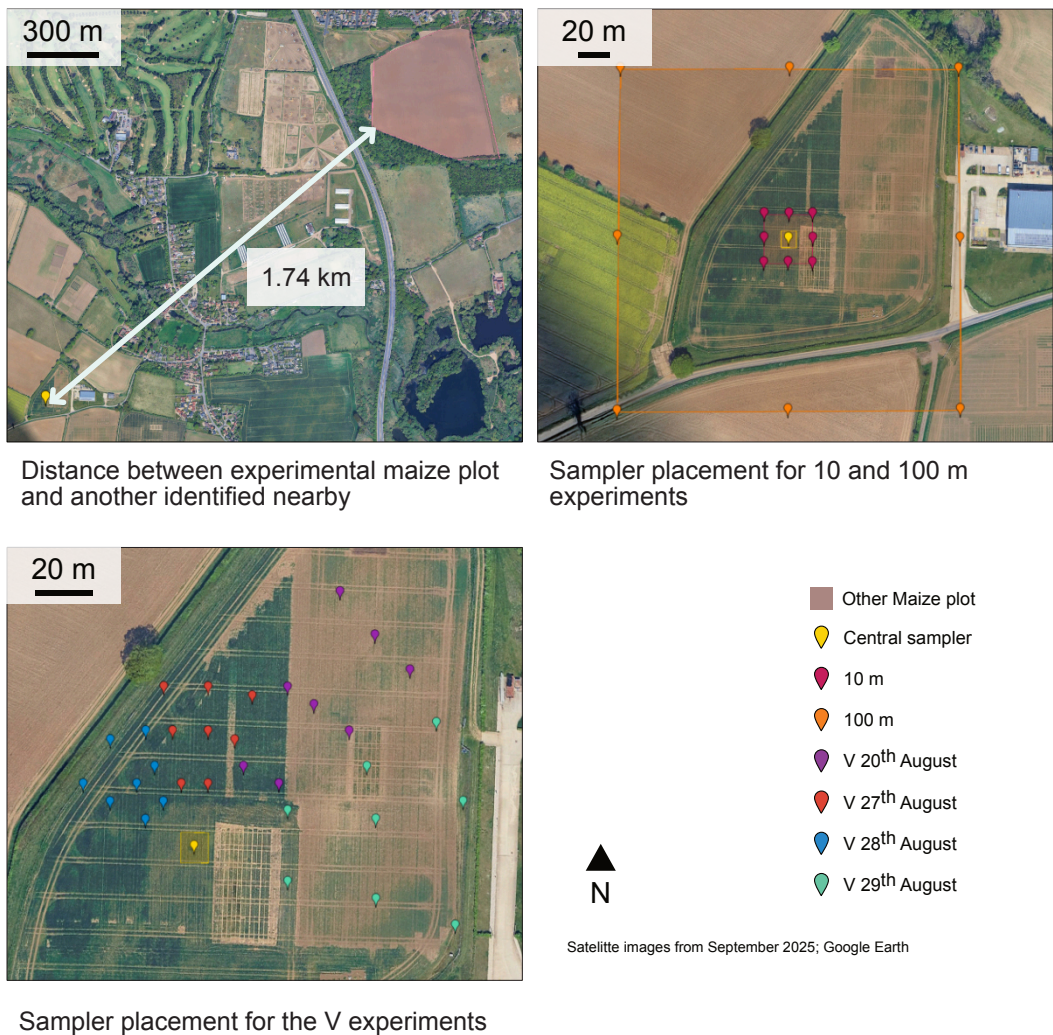 300 m
1.74 km
Distance between experimental maize plot
and another identified nearby
20 m
Sampler placement for 10 and 100 m
experiments
20 m
Sampler placement for the V experiments
Other Maize plot
Central sampler
10 m
100 m
V 20th August
V 27th August
V 28th August
V 29th August
N
Satelitte images from September 2025; Google Earth